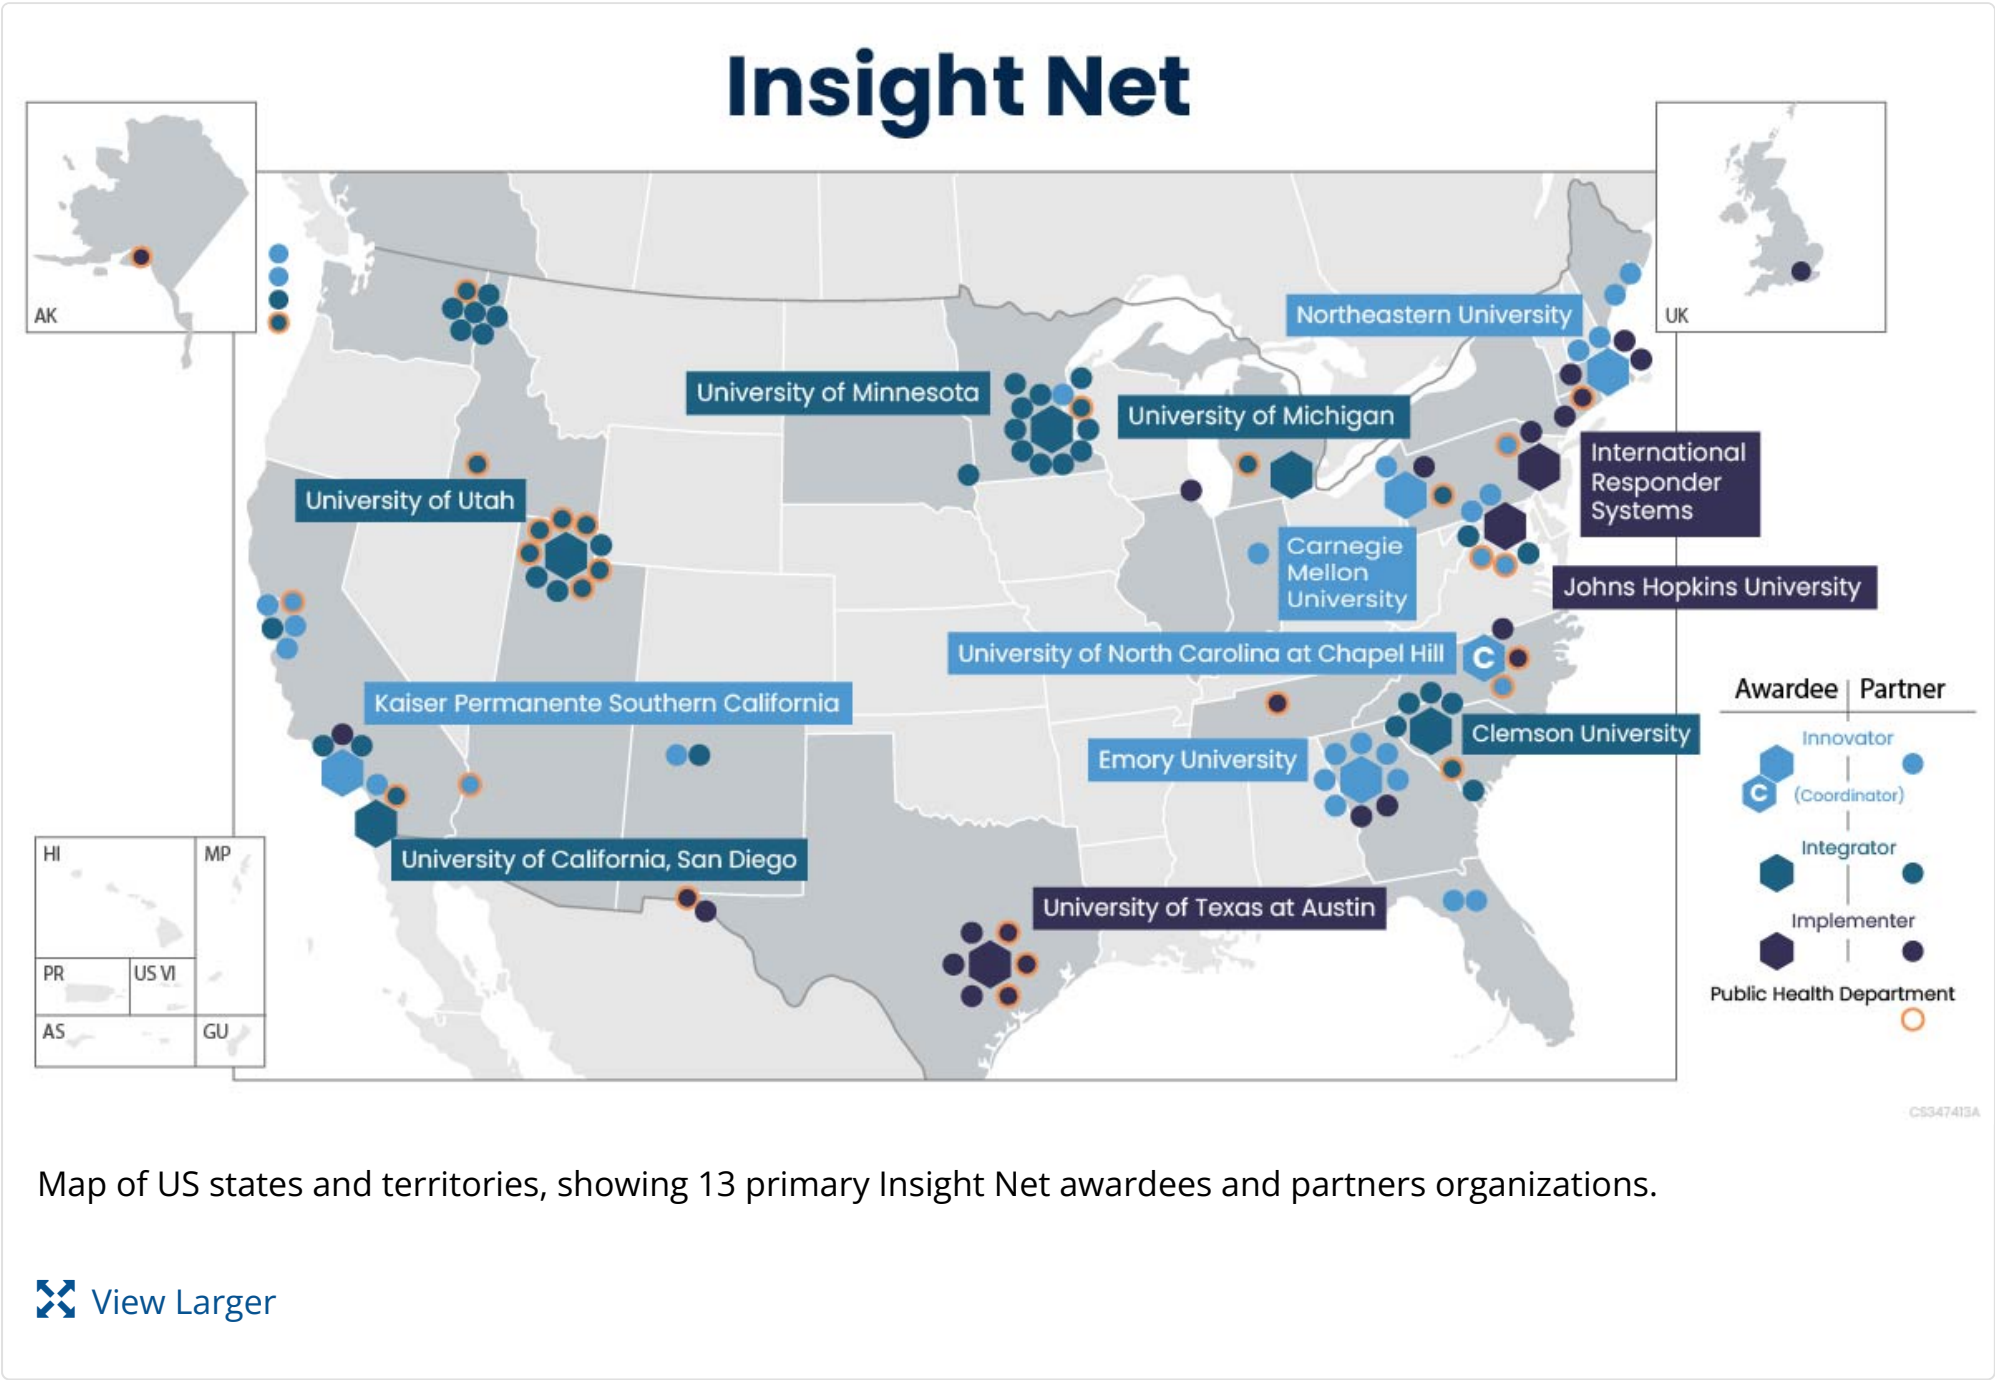 Insight Net
AK
UK
Northeastern University
University of Minnesota
University of Michigan
International
Responder
Systems
University of Utah
Carnegie
Mellon
University
Johns Hopkins University
University of North Carolina at Chapel Hill
C
Kaiser Permanente Southern California
Clemson University
Emory University
University of California, San Diego
University of Texas at Austin
Awardee | Partner
Innovator
C (Coordinator)
Integrator
Implementer
Public Health Department
HI
MP
PR
US VI
AS
GU
CS347413A
Map of US states and territories, showing 13 primary Insight Net awardees and partners organizations.
View Larger